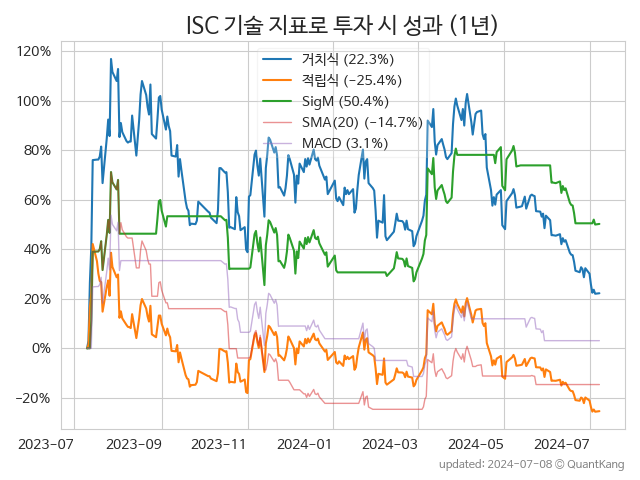 ISC 기술 지표로 투자 시 성과 (1년)
거치식 (22.3%)
적립식 (−25.4%)
SigM (50.4%)
SMA(20) (−14.7%)
MACD (3.1%)
120%
100%
80%
60%
40%
20%
0%
−20%
2023-07
2023-09
2023-11
2024-01
2024-03
2024-05
2024-07
updated: 2024-07-08 © QuantKang